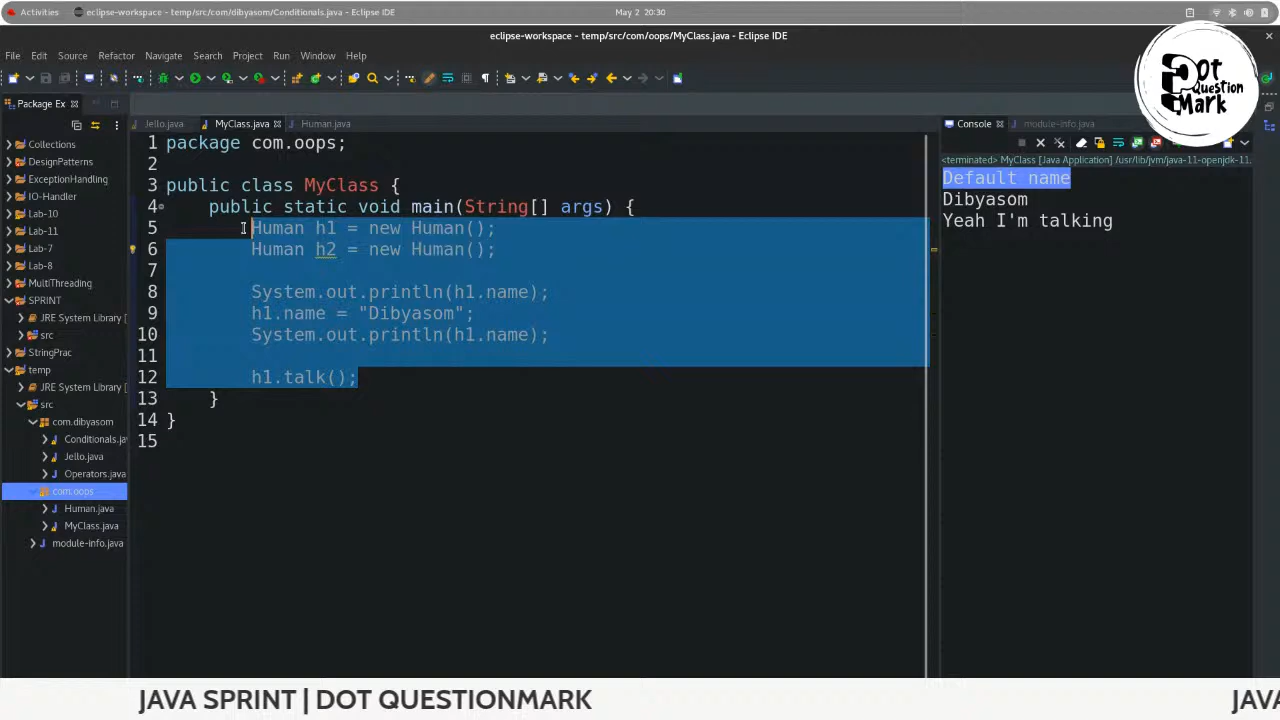 Activities
eclipse-workspace - temp/src/com/dibyasom/Conditionals.java - Eclipse IDE
May 2 20:30
eclipse-workspace - temp/src/com/oops/MyClass.java - Eclipse IDE
File Edit Source Refactor Navigate Search Project Run Window Help
Dot
Question
Mark
Package Ex
Jello.java
MyClass.java
Human.java
Console
module-info.java
Collections
DesignPatterns
ExceptionHandling
IO-Handler
Lab-10
Lab-11
Lab-7
Lab-8
MultiThreading
SPRINT
JRE System Library [
src
StringPrac
temp
JRE System Library [
src
com.dibyasom
Conditionals.jav
Jello.java
Operators.java
com.oops
Human.java
MyClass.java
module-info.java
1 package com.oops;
2
3 public class MyClass {
4 public static void main(String[] args) {
5 Human h1 = new Human();
6 Human h2 = new Human();
7
8 System.out.println(h1.name);
9 h1.name = "Dibyasom";
10 System.out.println(h1.name);
11
12 h1.talk();
13 }
14 }
15
<terminated> MyClass [Java Application] /usr/lib/jvm/java-11-openjdk-11.
Default name
Dibyasom
Yeah I'm talking
JAVA SPRINT | DOT QUESTIONMARK
JAVA